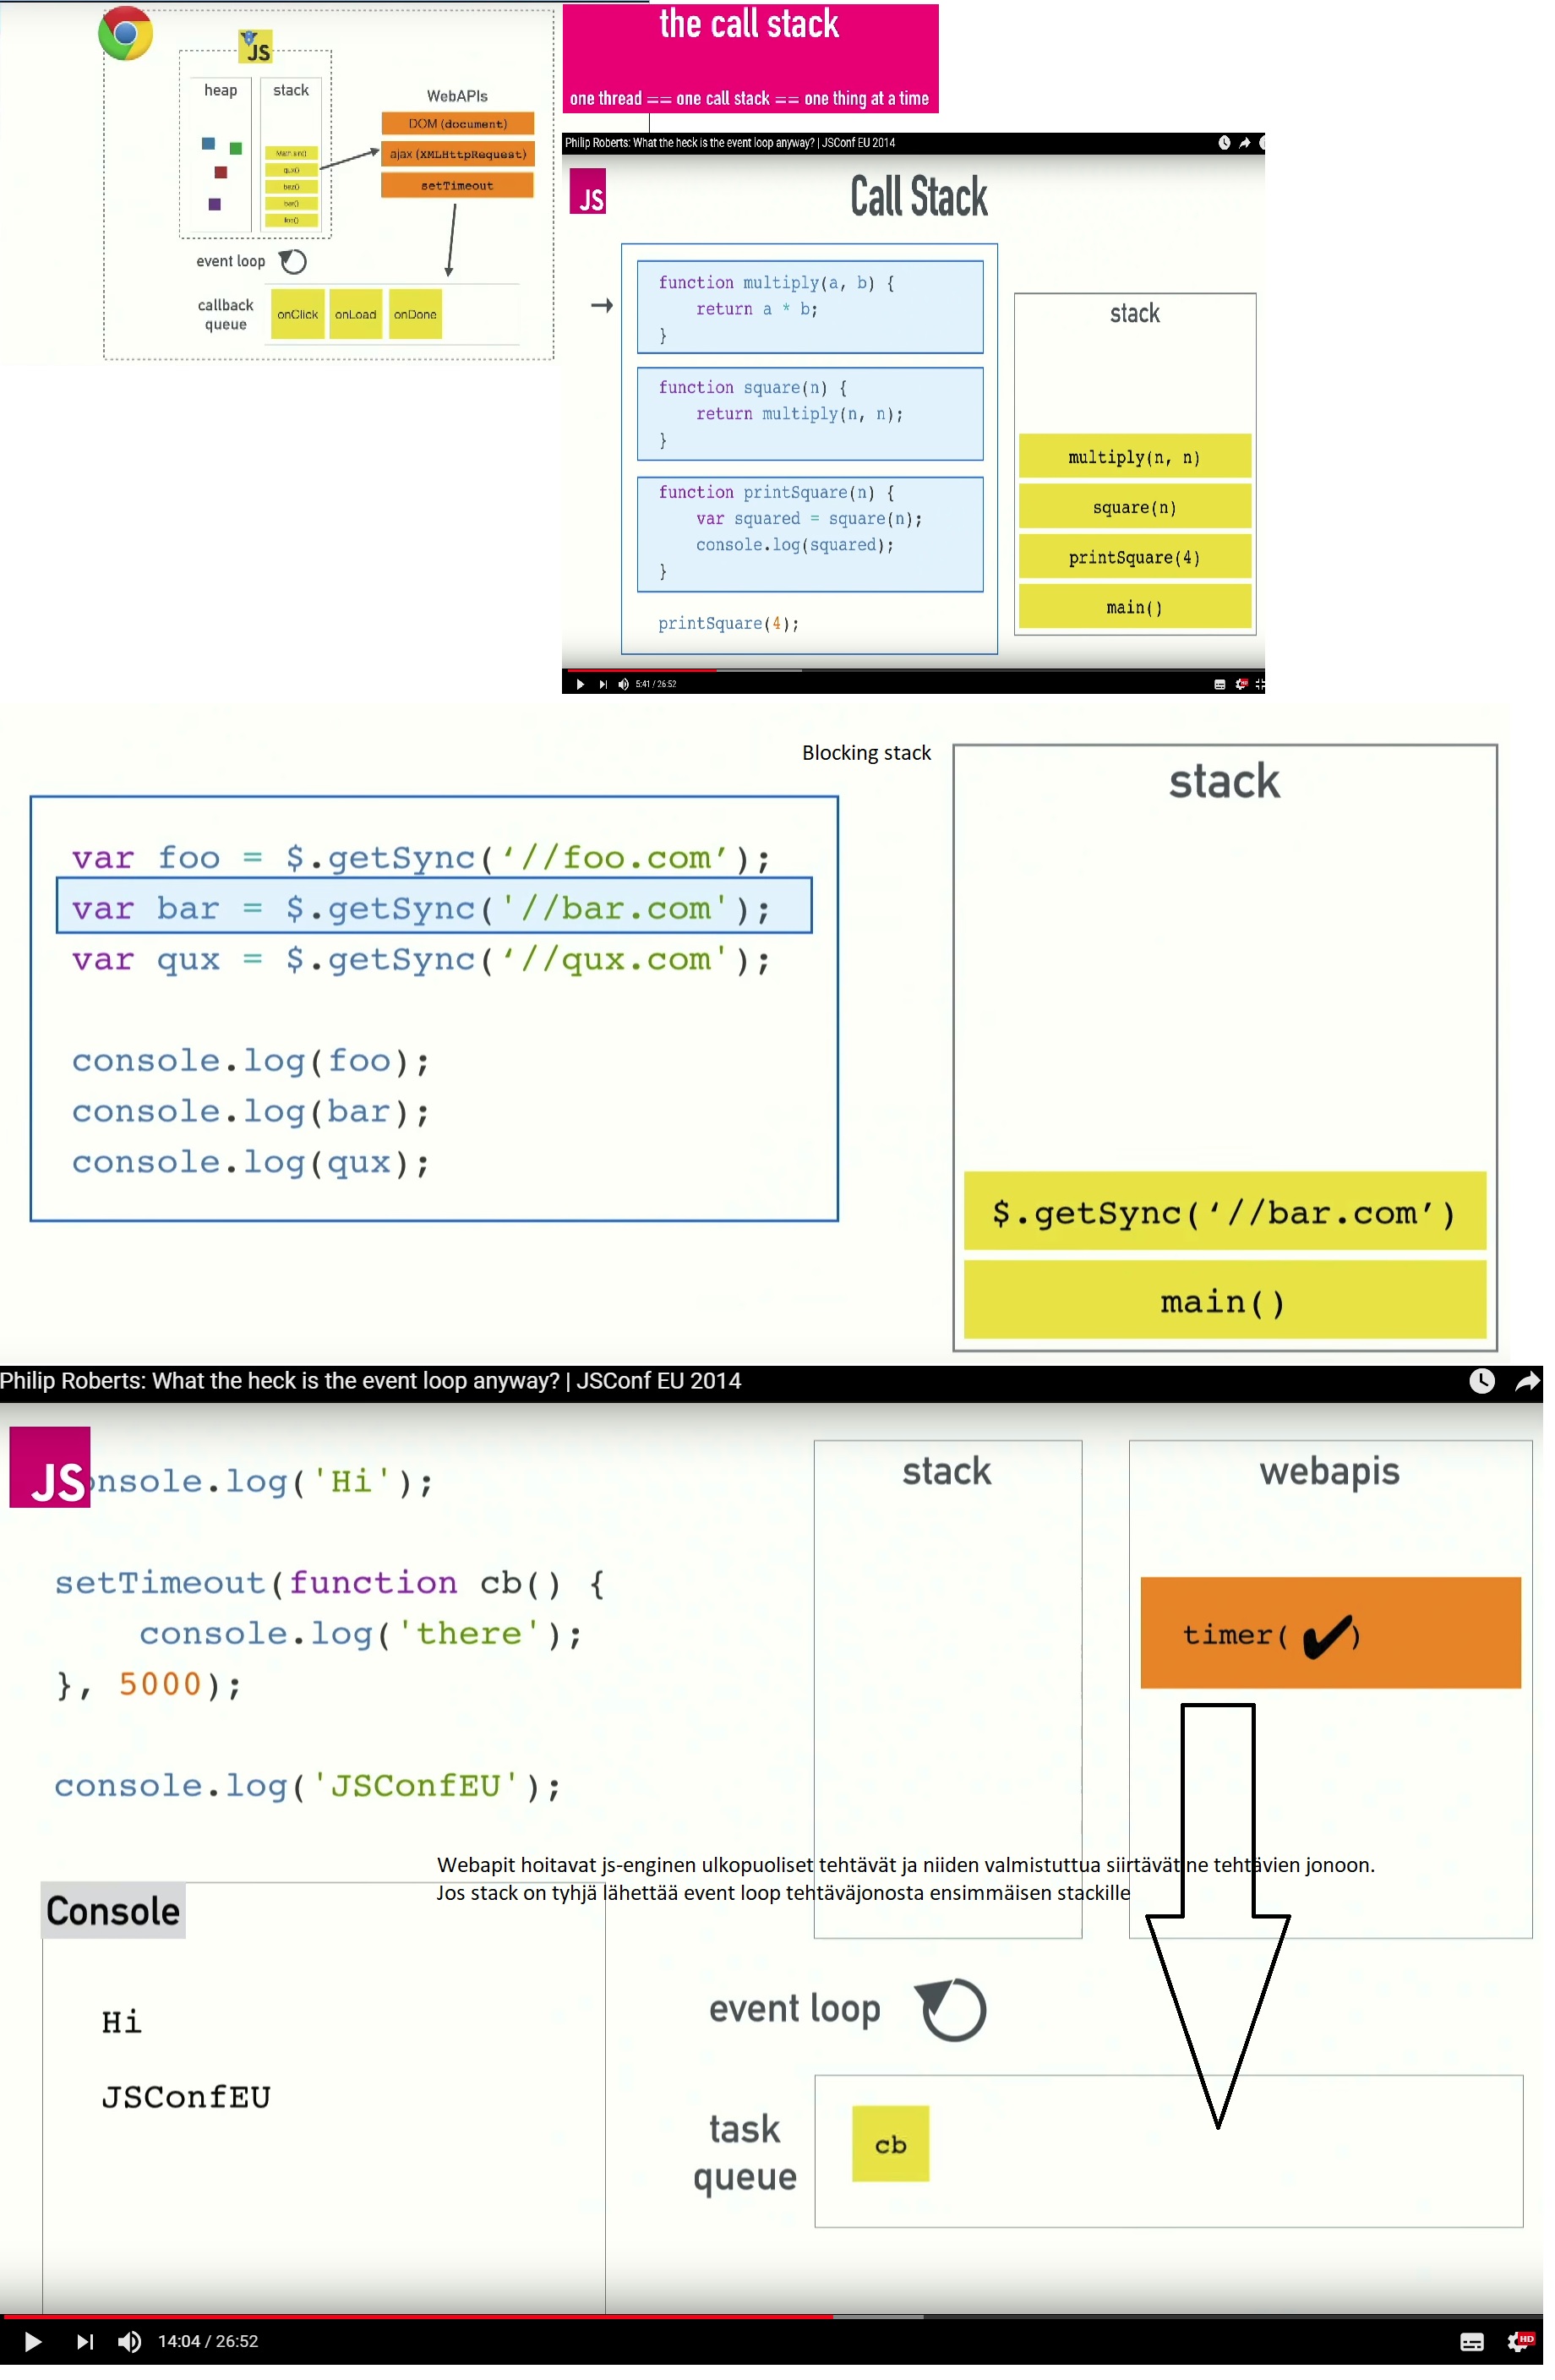 JS
heap
stack
WebAPIs
DOM (document)
ajax (XMLHttpRequest)
setTimeout
qux()
baz()
bar()
foo()
event loop
callback
queue
onClick
onLoad
onDone
the call stack
one thread == one call stack == one thing at a time
Philip Roberts: What the heck is the event loop anyway? | JSConf EU 2014
JS
Call Stack
function multiply(a, b) {
return a * b;
}
function square(n) {
return multiply(n, n);
}
function printSquare(n) {
var squared = square(n);
console.log(squared);
}
printSquare(4);
stack
multiply(n, n)
square(n)
printSquare(4)
main()
5:41 / 26:52
Blocking stack
var foo = $.getSync(‘//foo.com’);
var bar = $.getSync('//bar.com');
var qux = $.getSync(‘//qux.com');
console.log(foo);
console.log(bar);
console.log(qux);
stack
$.getSync(‘//bar.com’)
main()
Philip Roberts: What the heck is the event loop anyway? | JSConf EU 2014
JS
onsole.log('Hi');
setTimeout(function cb() {
console.log('there');
}, 5000);
console.log('JSConfEU');
stack
webapis
timer( ✔)
Webapit hoitavat js-enginen ulkopuoliset tehtävät ja niiden valmistuttua siirtävät ne tehtävien jonoon.
Jos stack on tyhjä lähettää event loop tehtäväjonosta ensimmäisen stackille
Console
Hi
JSConfEU
event loop
task
queue
cb
14:04 / 26:52
HD